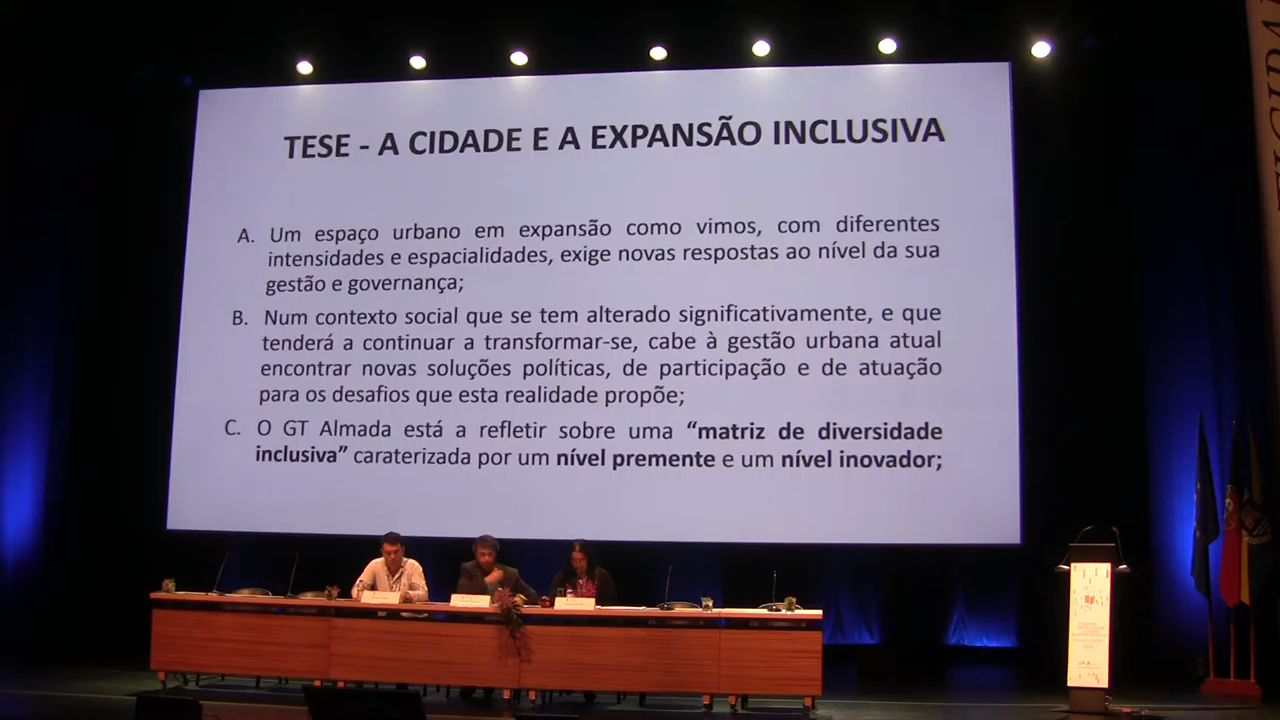 TESE - A CIDADE E A EXPANSÃO INCLUSIVA
A. Um espaço urbano em expansão como vimos, com diferentes
intensidades e espacialidades, exige novas respostas ao nível da sua
gestão e governança;
B. Num contexto social que se tem alterado significativamente, e que
tenderá a continuar a transformar-se, cabe à gestão urbana atual
encontrar novas soluções políticas, de participação e de atuação
para os desafios que esta realidade propõe;
C. O GT Almada está a refletir sobre uma “matriz de diversidade
inclusiva” caraterizada por um nível premente e um nível inovador;